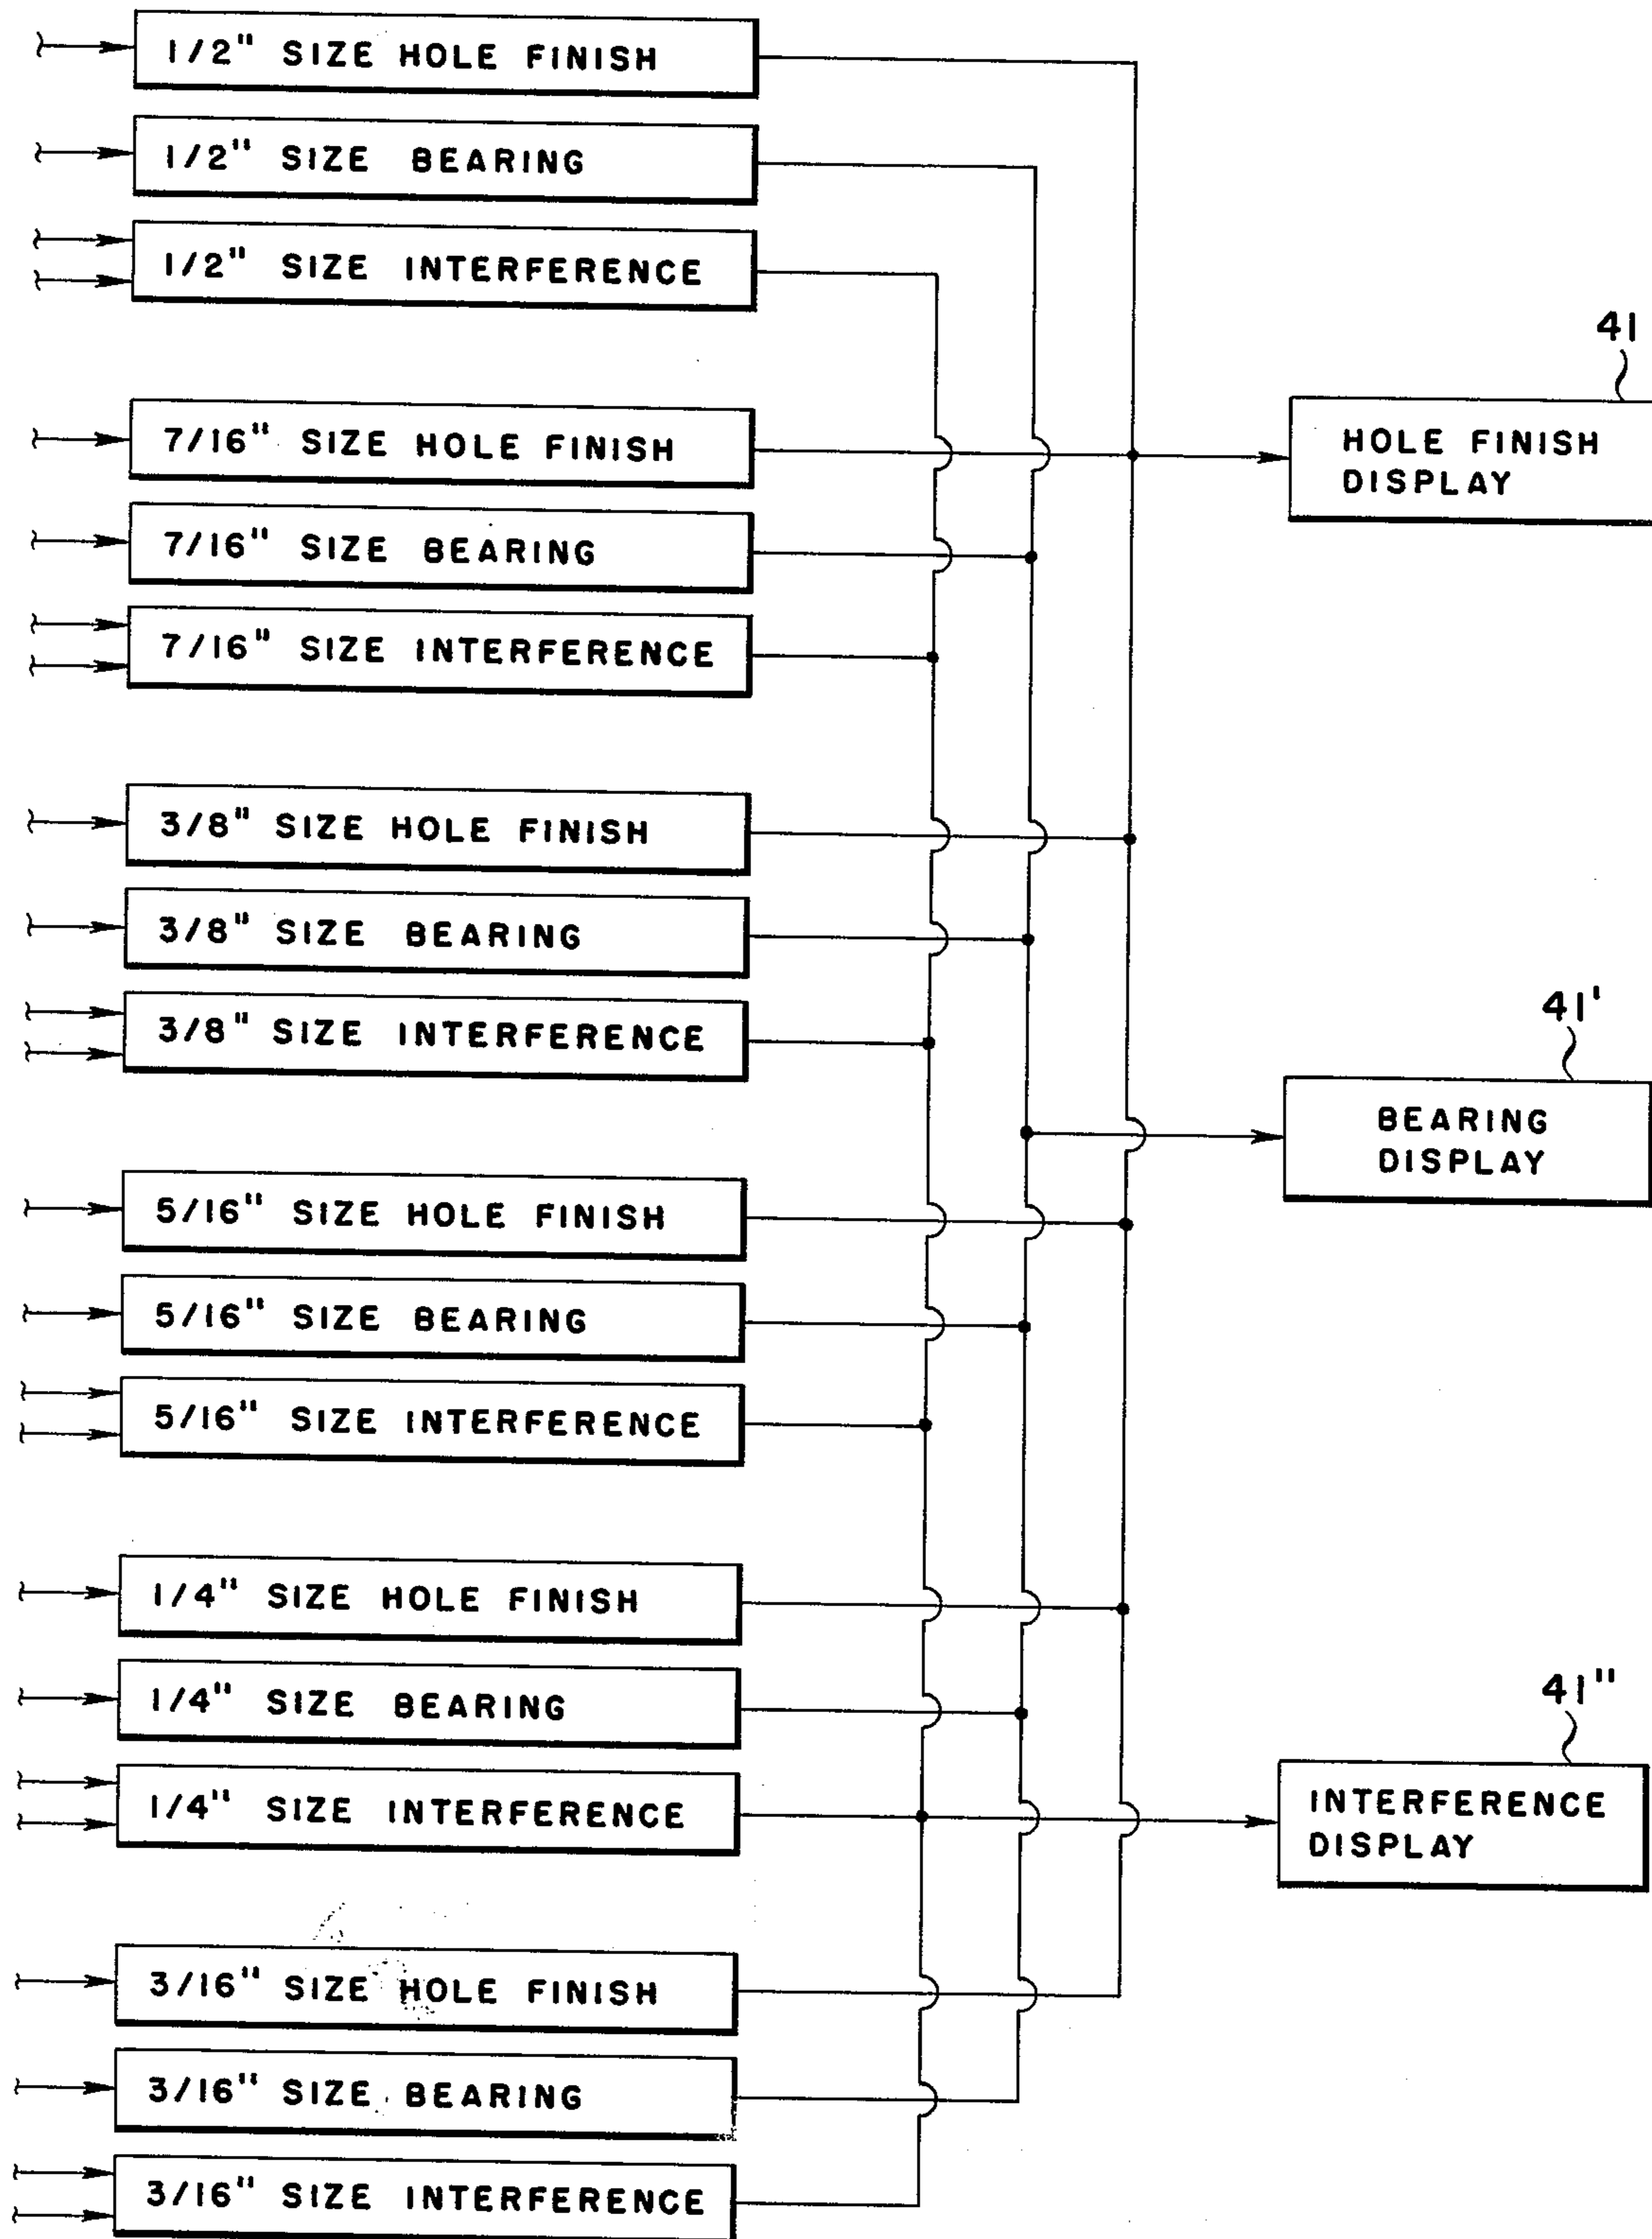 1/2" SIZE HOLE FINISH
1/2" SIZE BEARING
1/2" SIZE INTERFERENCE
7/16" SIZE HOLE FINISH
7/16" SIZE BEARING
7/16" SIZE INTERFERENCE
3/8" SIZE HOLE FINISH
3/8" SIZE BEARING
3/8" SIZE INTERFERENCE
5/16" SIZE HOLE FINISH
5/16" SIZE BEARING
5/16" SIZE INTERFERENCE
1/4" SIZE HOLE FINISH
1/4" SIZE BEARING
1/4" SIZE INTERFERENCE
3/16" SIZE HOLE FINISH
3/16" SIZE BEARING
3/16" SIZE INTERFERENCE
41
HOLE FINISH
DISPLAY
41'
BEARING
DISPLAY
41"
INTERFERENCE
DISPLAY